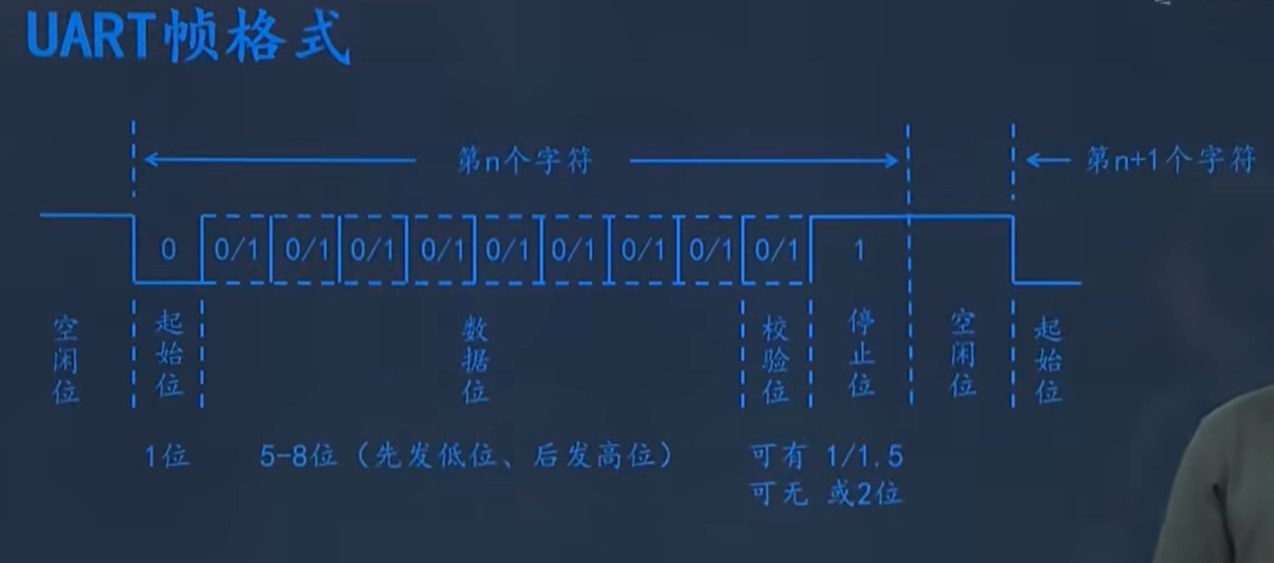 UART帧格式
第n个字符
第n+1个字符
0 0/1 0/1 0/1 0/1 0/1 0/1 0/1 0/1 0/1 1
空闲位
起始位
数据位
校验位
停止位
空闲位
起始位
1位
5-8位（先发低位、后发高位）
可有 1/1.5
可无 或2位